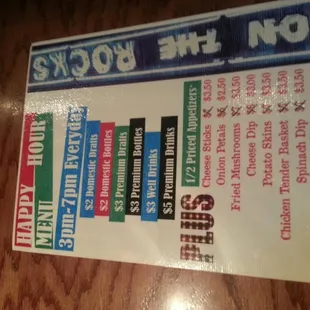 ON THE ROCKS
HAPPY HOUR
MENU
3pm-7pm Everyday
$2 Domestic Drafts
$2 Domestic Bottles
$3 Premium Drafts
$3 Premium Bottles
$3 Well Drinks
$5 Premium Drinks
PLUS
1/2 Priced Appetizers
Cheese Sticks $3.50
Onion Petals $2.50
Fried Mushrooms $3.50
Cheese Dip $3.00
Potato Skins $3.50
Chicken Tender Basket $3.50
Spinach Dip $3.50